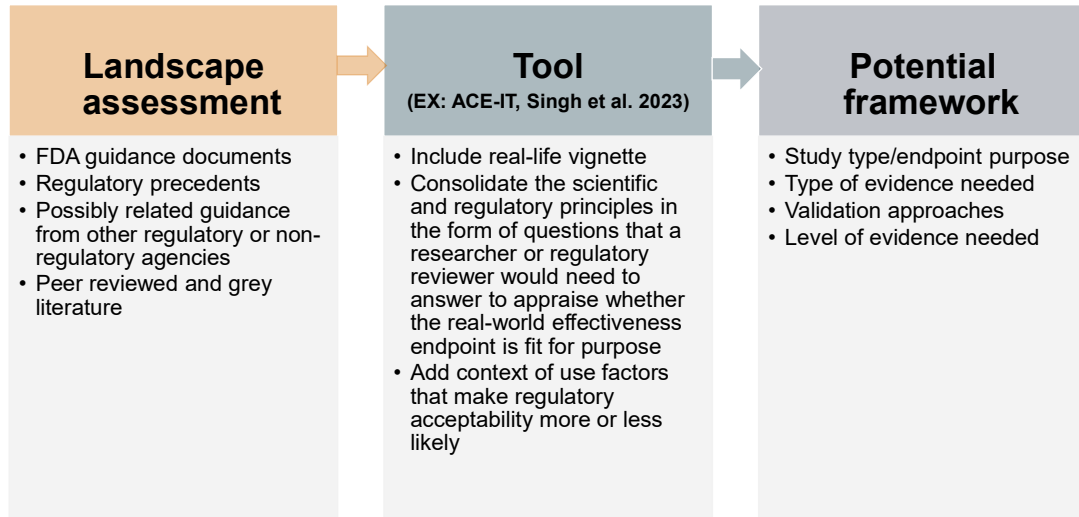 Landscape
assessment
• FDA guidance documents
• Regulatory precedents
• Possibly related guidance
from other regulatory or non-
regulatory agencies
• Peer reviewed and grey
literature
Tool
(EX: ACE-IT, Singh et al. 2023)
• Include real-life vignette
• Consolidate the scientific
and regulatory principles in
the form of questions that a
researcher or regulatory
reviewer would need to
answer to appraise whether
the real-world effectiveness
endpoint is fit for purpose
• Add context of use factors
that make regulatory
acceptability more or less
likely
Potential
framework
• Study type/endpoint purpose
• Type of evidence needed
• Validation approaches
• Level of evidence needed